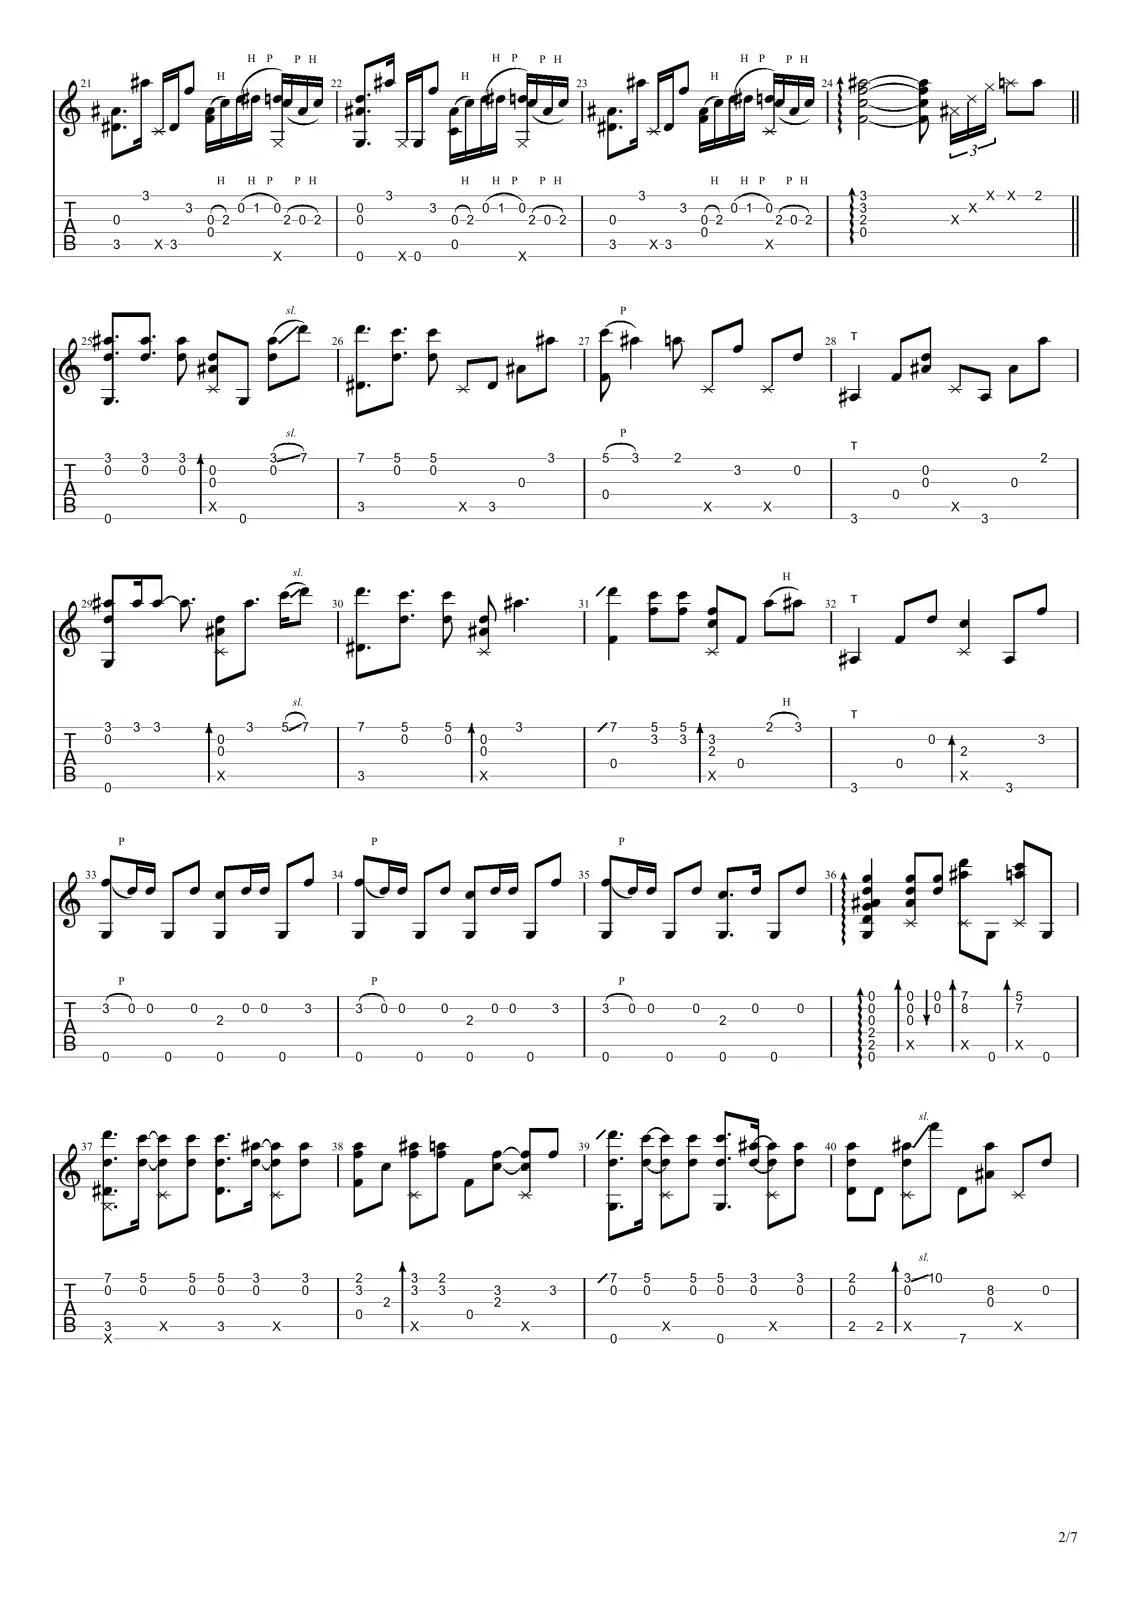 21 H H P P H 22 H H P P H 23 H H P P H 24
3
H H P P H H H P P H H H P P H
3 3 0 1 0 0 0 2 2 0 2 0 3 X 3 X
0 3 3 0 1 0 0 0 2 2 0 2 0 0 X 0 X
3 3 0 1 0 0 0 2 2 0 2 0 3 X 3 X
3 3 2 0 X X X X 2
25 sl. 26 27 P 28 T
sl. P T
3 0 0 3 0 3 0 0 0 X 0 3 0 7
7 3 5 0 5 0 X 3 0 3
5 0 3 2 X 3 X 0
3 0 0 0 X 3 0 2
29 sl. 30 31 H 32 T
sl. H T
3 0 0 3 3 0 0 X 3 5 7
7 3 5 0 5 0 0 0 X 3
7 0 5 3 5 3 3 2 X 0 2 3
3 0 0 2 X 3 3
33 P 34 P 35 P 36
P P P
3 0 0 0 0 0 2 0 0 0 0 3
3 0 0 0 0 0 2 0 0 0 0 3
3 0 0 0 0 0 2 0 0 0 0
0 0 0 2 2 0 0 0 0 X 0 0 7 8 X 0 5 7 X 0
37 38 39 40 sl.
sl.
7 0 3 X 5 0 X 5 0 5 0 3 3 0 X 3 0
2 3 0 2 3 3 X 2 3 0 3 2 X 3
7 0 0 5 0 X 5 0 5 0 0 3 0 X 3 0
2 0 2 2 3 0 X 10 7 8 0 X 0
2/7